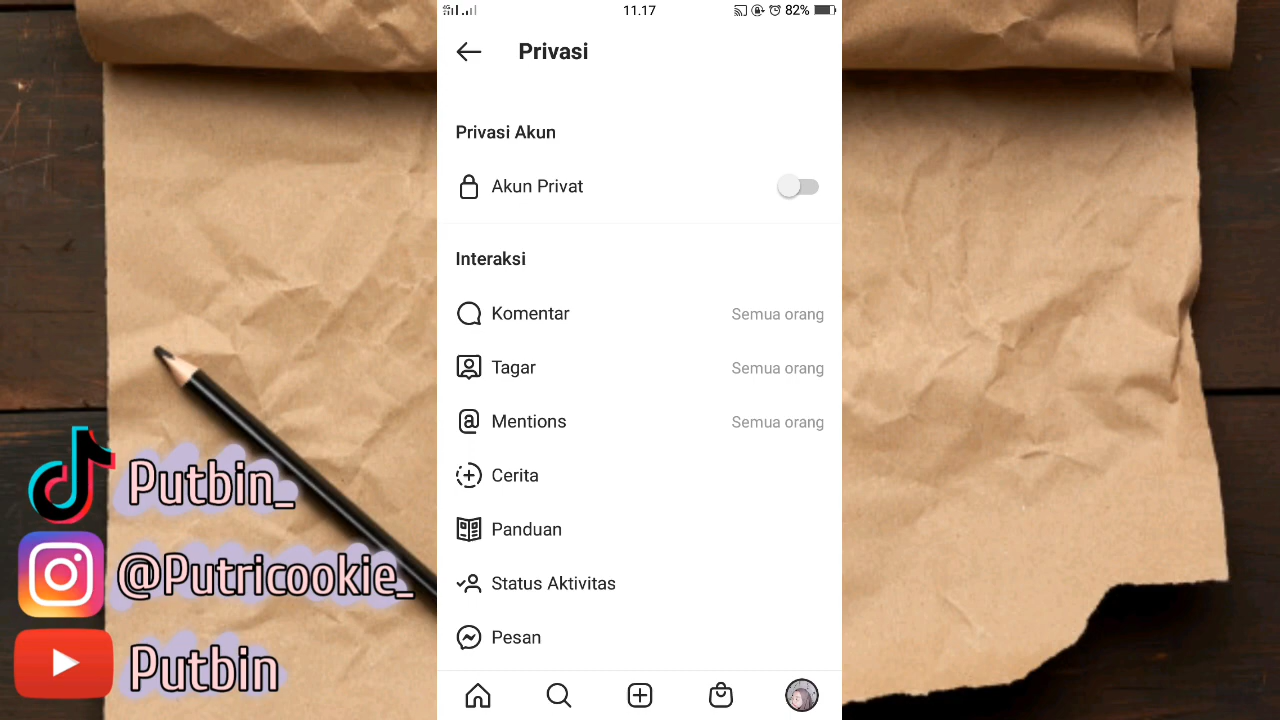 11.17
82%
Privasi
Privasi Akun
Akun Privat
Interaksi
Komentar Semua orang
Tagar Semua orang
Mentions Semua orang
Cerita
Panduan
Status Aktivitas
Pesan
Putbin_
@Putricookie_
Putbin